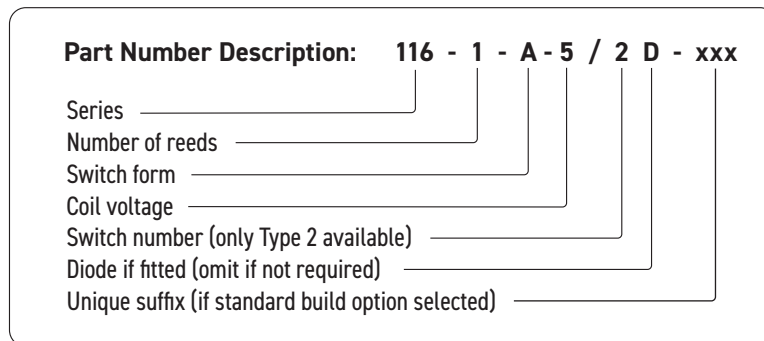 Part Number Description: 116 - 1 - A - 5 / 2 D - xxx
Series
Number of reeds
Switch form
Coil voltage
Switch number (only Type 2 available)
Diode if fitted (omit if not required)
Unique suffix (if standard build option selected)